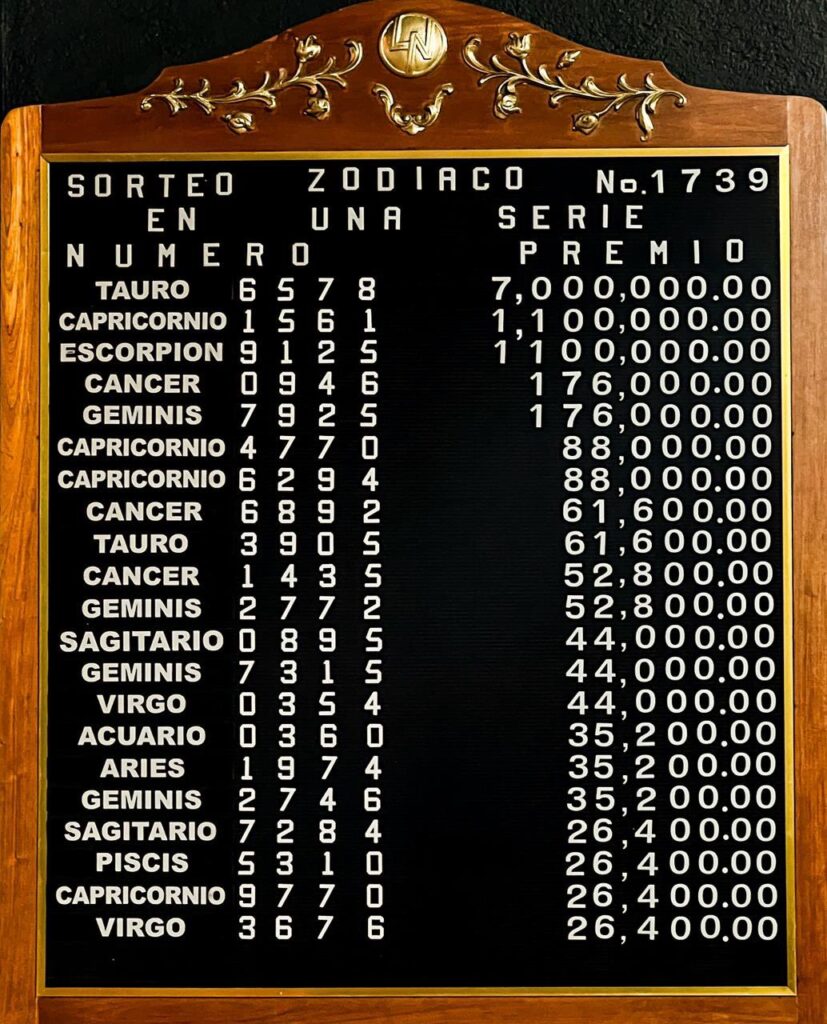 LN
SORTEO ZODIACO No.1739
EN UNA SERIE
NUMERO PREMIO
TAURO 6578 7,000,000.00
CAPRICORNIO 1561 1,100,000.00
ESCORPION 9125 1100,000.00
CANCER 0946 176,000.00
GEMINIS 7925 176,000.00
CAPRICORNIO 4770 88,000.00
CAPRICORNIO 6294 88,000.00
CANCER 6892 61,600.00
TAURO 3905 61,600.00
CANCER 1435 52,800.00
GEMINIS 2772 52,800.00
SAGITARIO 0895 44,000.00
GEMINIS 7315 44,000.00
VIRGO 0354 44,000.00
ACUARIO 0360 35,200.00
ARIES 1974 35,200.00
GEMINIS 2746 35,200.00
SAGITARIO 7284 26,400.00
PISCIS 5310 26,400.00
CAPRICORNIO 9770 26,400.00
VIRGO 3676 26,400.00